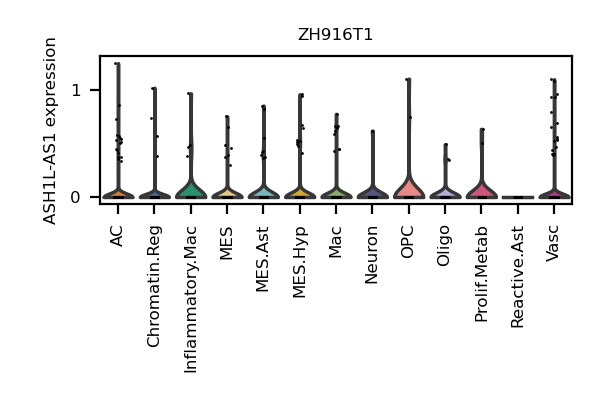 ZH916T1
ASH1L-AS1 expression
1
0
AC
Chromatin.Reg
Inflammatory.Mac
MES
MES.Ast
MES.Hyp
Mac
Neuron
OPC
Oligo
Prolif.Metab
Reactive.Ast
Vasc